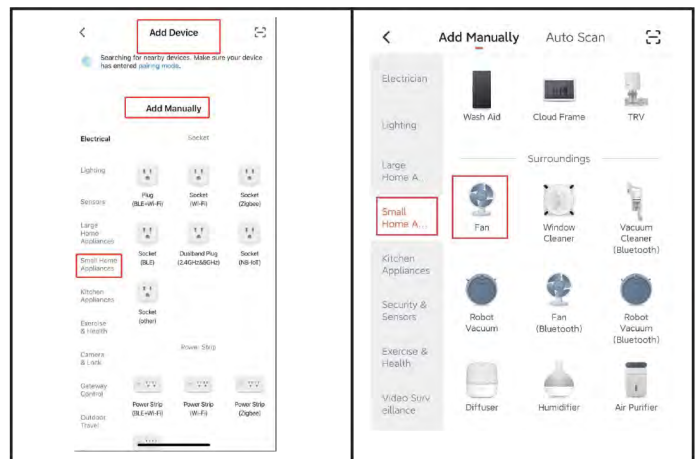 Add Device
Searching for nearby devices. Make sure your device
has entered pairing mode.
Add Manually
Electrical
Socket
Lighting
Sensors
Large
Home
Appliances
Small Home
Appliances
Kitchen
Appliances
Exercise
& Health
Camera
& Lock
Gateway
Control
Outdoor
Travel
Plug
(BLE+Wi-Fi)
Socket
(Wi-Fi)
Socket
(Zigbee)
Socket
(BLE)
Dualband Plug
(2.4GHz&5GHz)
Socket
(NB-IoT)
Socket
(other)
Power Strip
Power Strip
(BLE+Wi-Fi)
Power Strip
(Wi-Fi)
Power Strip
(Zigbee)
Add Manually
Auto Scan
Electrician
Lighting
Large
Home A...
Small
Home A...
Kitchen
Appliances
Security &
Sensors
Exercise &
Health
Video Surv
eillance
Wash Aid
Cloud Frame
TRV
Surroundings
Fan
Window
Cleaner
Vacuum
Cleaner
(Bluetooth)
Robot
Vacuum
Fan
(Bluetooth)
Robot
Vacuum
(Bluetooth)
Diffuser
Humidifier
Air Purifier